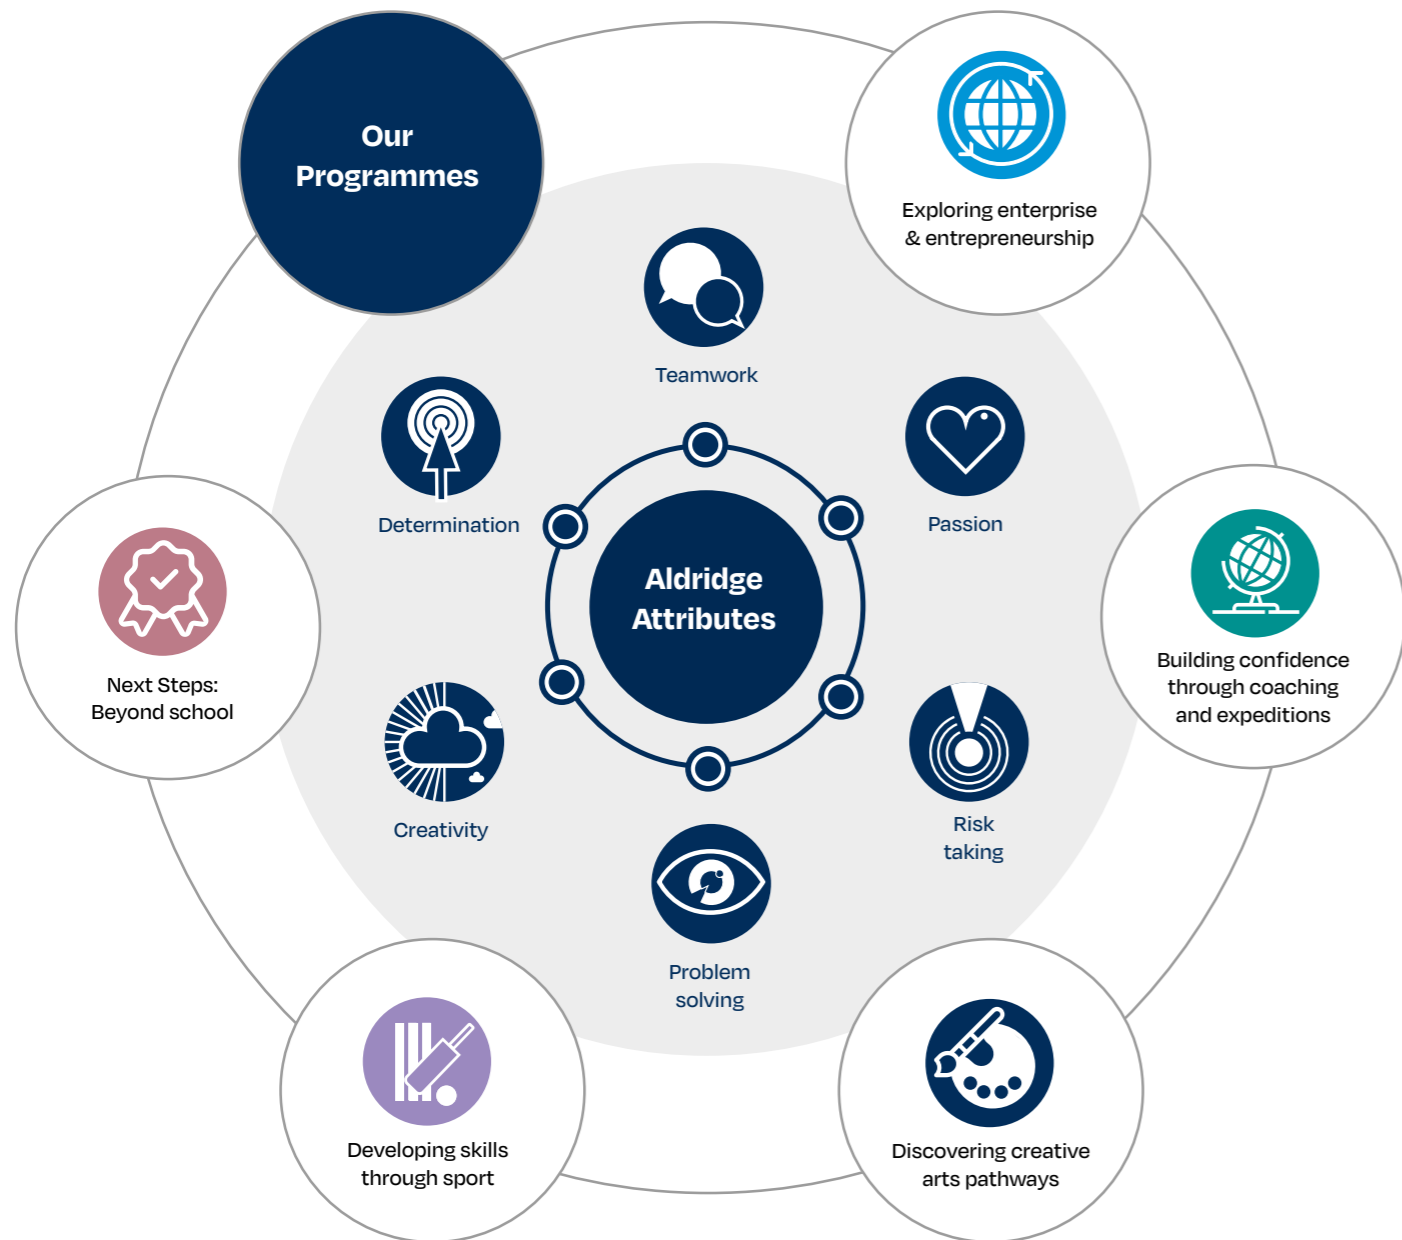 Our
Programmes
Exploring enterprise
& entrepreneurship
Teamwork
Determination
Passion
Aldridge
Attributes
Next Steps:
Beyond school
Building confidence
through coaching
and expeditions
Creativity
Risk
taking
Problem
solving
Developing skills
through sport
Discovering creative
arts pathways